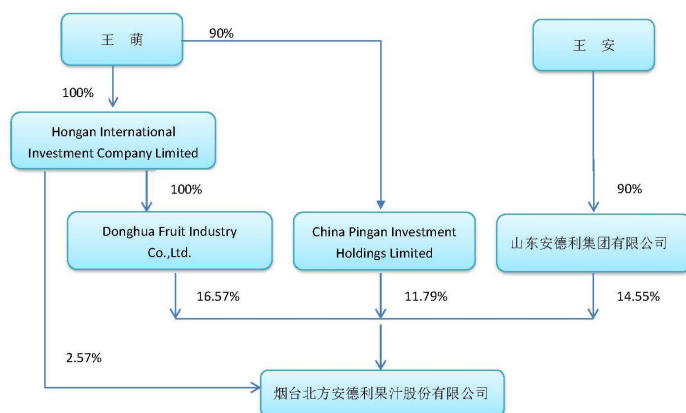 王 萌
90%
王 安
100%
Hongan International
Investment Company Limited
100%
90%
Donghua Fruit Industry
Co.,Ltd.
China Pingan Investment
Holdings Limited
山东安德利集团有限公司
16.57%
11.79%
14.55%
2.57%
烟台北方安德利果汁股份有限公司